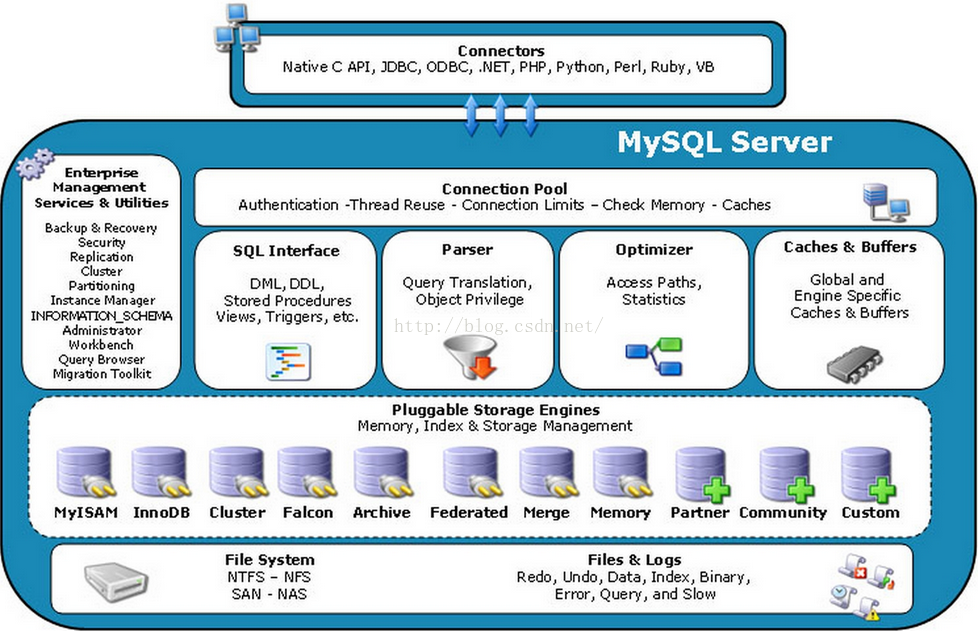 Connectors
Native C API, JDBC, ODBC, .NET, PHP, Python, Perl, Ruby, VB
MySQL Server
Enterprise
Management
Services & Utilities
Backup & Recovery
Security
Replication
Cluster
Partitioning
Instance Manager
INFORMATION_SCHEMA
Administrator
Workbench
Query Browser
Migration Toolkit
Connection Pool
Authentication -Thread Reuse - Connection Limits – Check Memory - Caches
SQL Interface
DML, DDL,
Stored Procedures
Views, Triggers, etc.
Parser
Query Translation,
Object Privilege
Optimizer
Access Paths,
Statistics
Caches & Buffers
Global and
Engine Specific
Caches & Buffers
http://blog.csdn.net/
Pluggable Storage Engines
Memory, Index & Storage Management
MyISAM
InnoDB
Cluster
Falcon
Archive
Federated
Merge
Memory
Partner
Community
Custom
File System
NTFS – NFS
SAN - NAS
Files & Logs
Redo, Undo, Data, Index, Binary,
Error, Query, and Slow